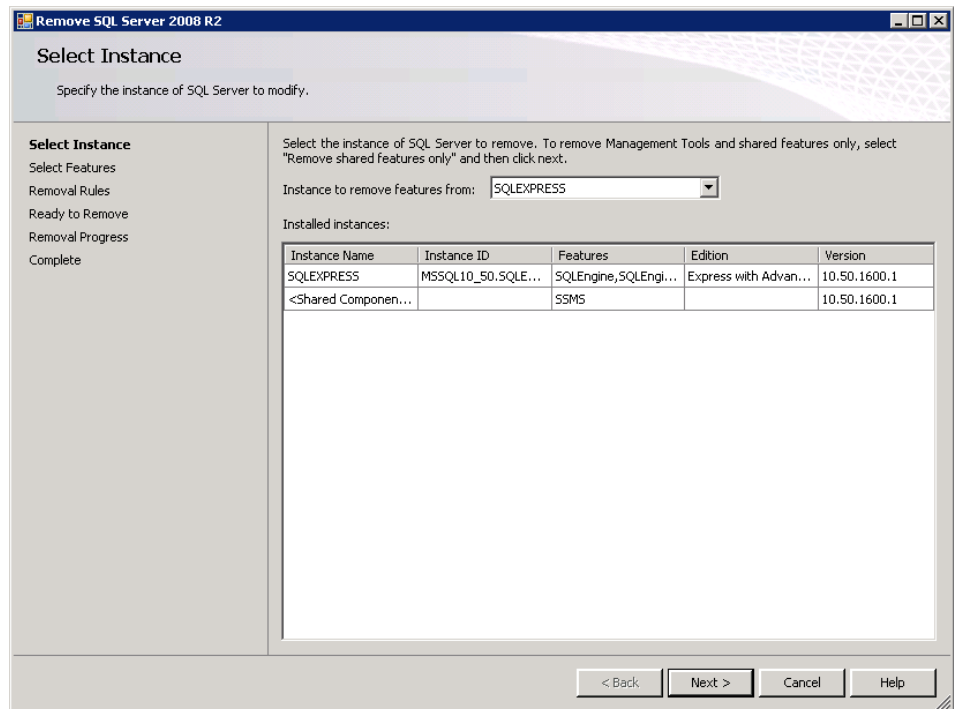 Remove SQL Server 2008 R2
Select Instance
Specify the instance of SQL Server to modify.
Select Instance
Select Features
Removal Rules
Ready to Remove
Removal Progress
Complete
Select the instance of SQL Server to remove. To remove Management Tools and shared features only, select
"Remove shared features only" and then click next.
Instance to remove features from: SQLEXPRESS
Installed instances:
Instance Name Instance ID Features Edition Version
SQLEXPRESS MSSQL10_50.SQLE... SQLEngine,SQLEngi... Express with Advan... 10.50.1600.1
<Shared Componen... SSMS 10.50.1600.1
< Back Next > Cancel Help